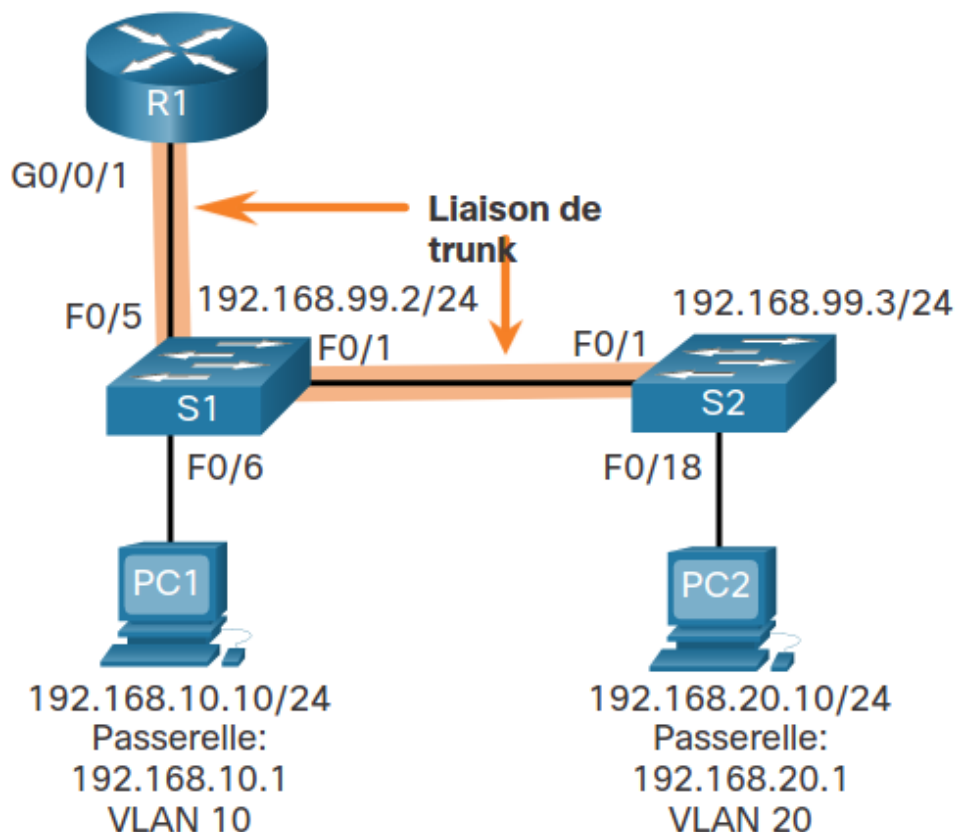 R1
G0/0/1
Liaison de
trunk
192.168.99.2/24
192.168.99.3/24
F0/5
F0/1
F0/1
S1
S2
F0/6
F0/18
PC1
PC2
192.168.10.10/24
Passerelle:
192.168.10.1
VLAN 10
192.168.20.10/24
Passerelle:
192.168.20.1
VLAN 20